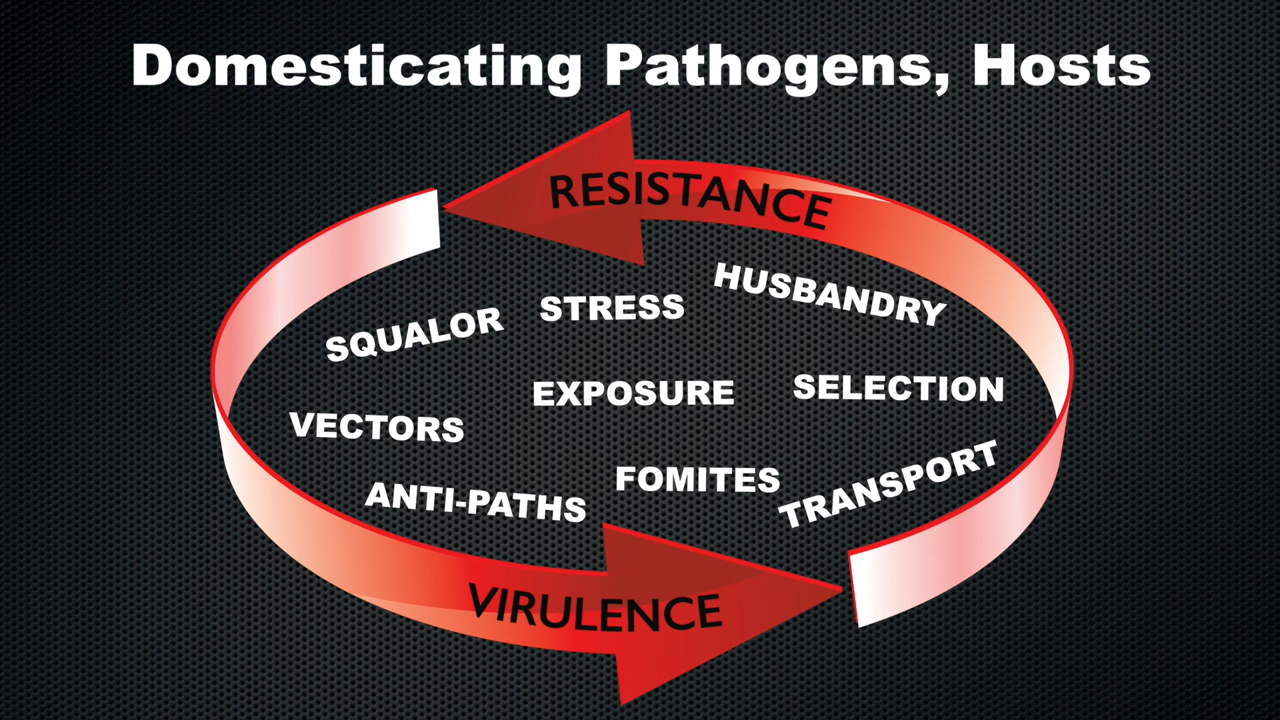 Domesticating Pathogens, Hosts
RESISTANCE
HUSBANDRY
STRESS
SQUALOR
EXPOSURE
SELECTION
VECTORS
FOMITES
TRANSPORT
ANTI-PATHS
VIRULENCE